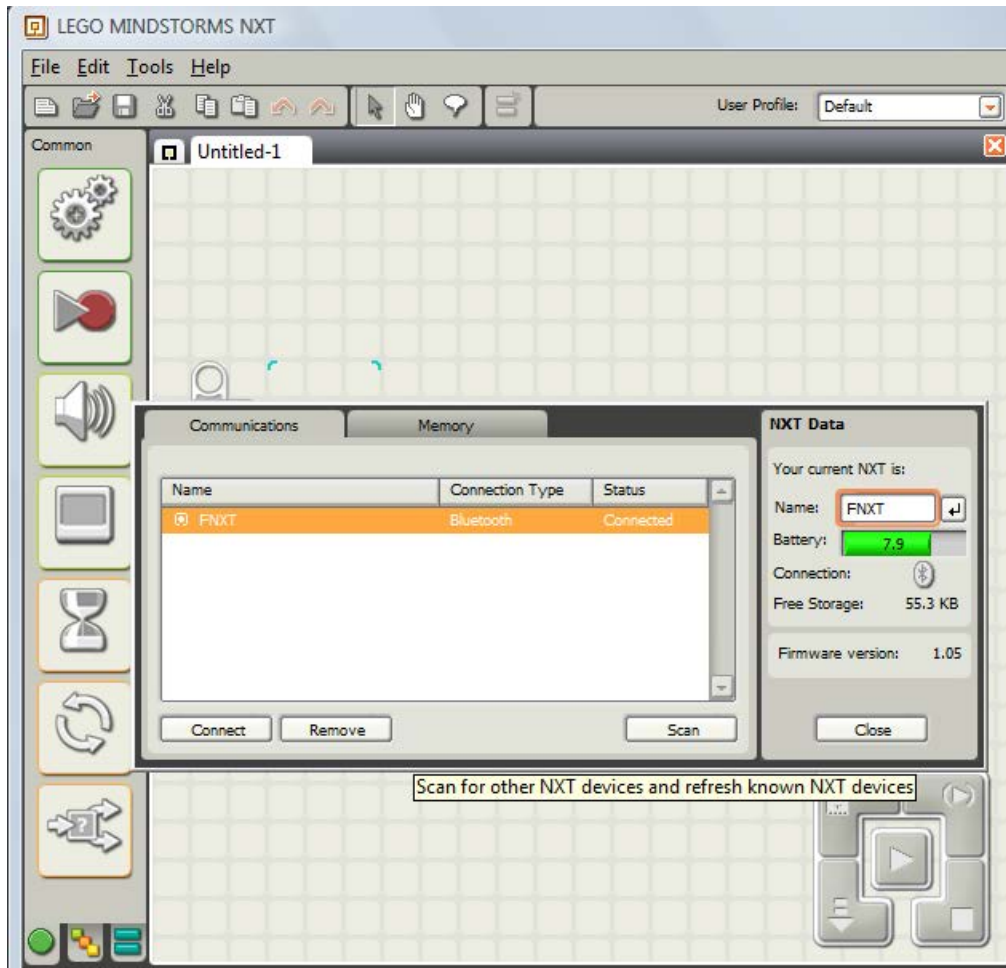 LEGO MINDSTORMS NXT
File Edit Tools Help
User Profile: Default
Common
Untitled-1
Communications Memory
Name Connection Type Status
FNXT Bluetooth Connected
Connect Remove Scan
NXT Data
Your current NXT is:
Name: FNXT
Battery: 7.9
Connection:
Free Storage: 55.3 KB
Firmware version: 1.05
Close
Scan for other NXT devices and refresh known NXT devices